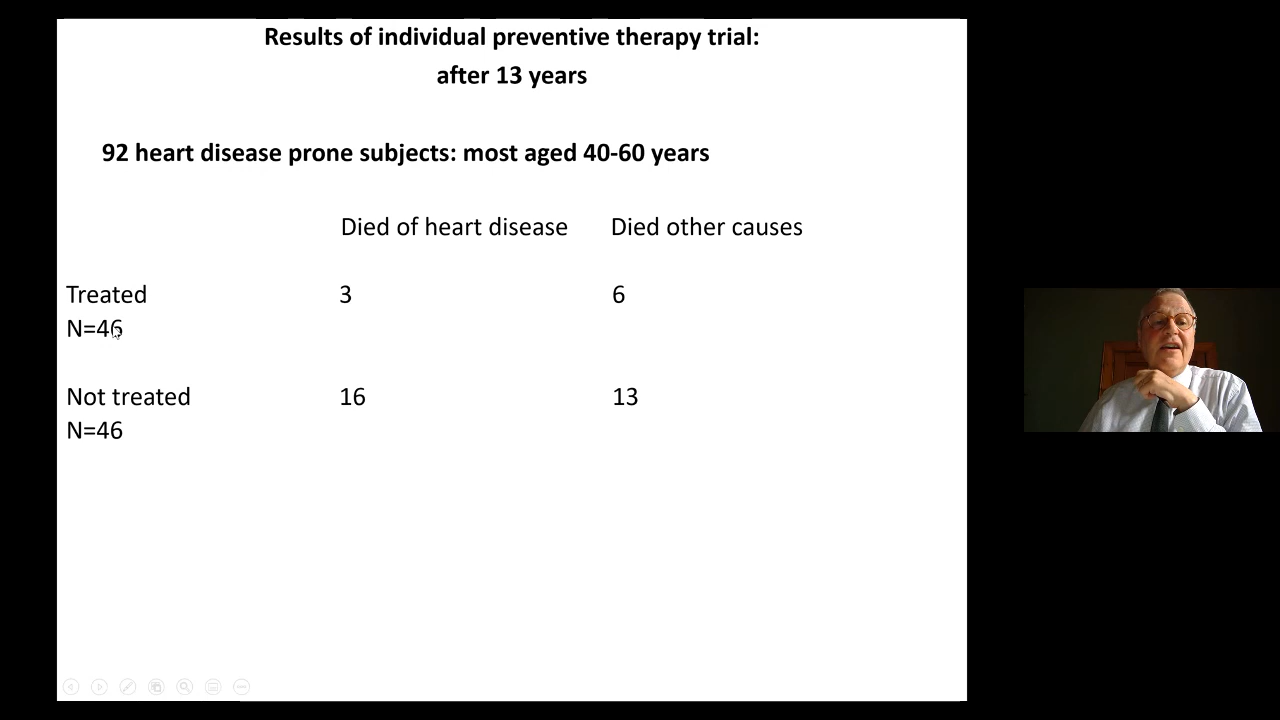 Results of individual preventive therapy trial:
after 13 years
92 heart disease prone subjects: most aged 40-60 years
Died of heart disease Died other causes
Treated 3 6
N=46
Not treated 16 13
N=46